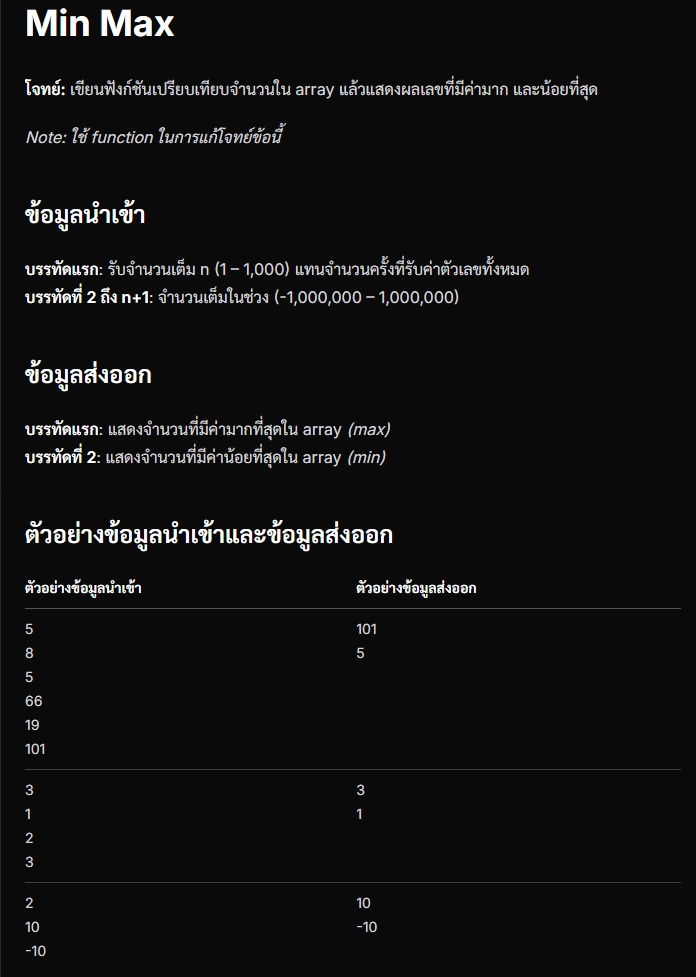 Min Max
โจทย์: เขียนฟังก์ชันเปรียบเทียบจำนวนใน array แล้วแสดงผลเลขที่มีค่ามาก และน้อยที่สุด
Note: ใช้ function ในการแก้โจทย์ข้อนี้
ข้อมูลนำเข้า
บรรทัดแรก: รับจำนวนเต็ม n (1 – 1,000) แทนจำนวนครั้งที่รับค่าตัวเลขทั้งหมด
บรรทัดที่ 2 ถึง n+1: จำนวนเต็มในช่วง (-1,000,000 – 1,000,000)
ข้อมูลส่งออก
บรรทัดแรก: แสดงจำนวนที่มีค่ามากที่สุดใน array (max)
บรรทัดที่ 2: แสดงจำนวนที่มีค่าน้อยที่สุดใน array (min)
ตัวอย่างข้อมูลนำเข้าและข้อมูลส่งออก
ตัวอย่างข้อมูลนำเข้า ตัวอย่างข้อมูลส่งออก
5 101
8 5
5
66
19
101
3 3
1 1
2
3
2 10
10 -10
-10